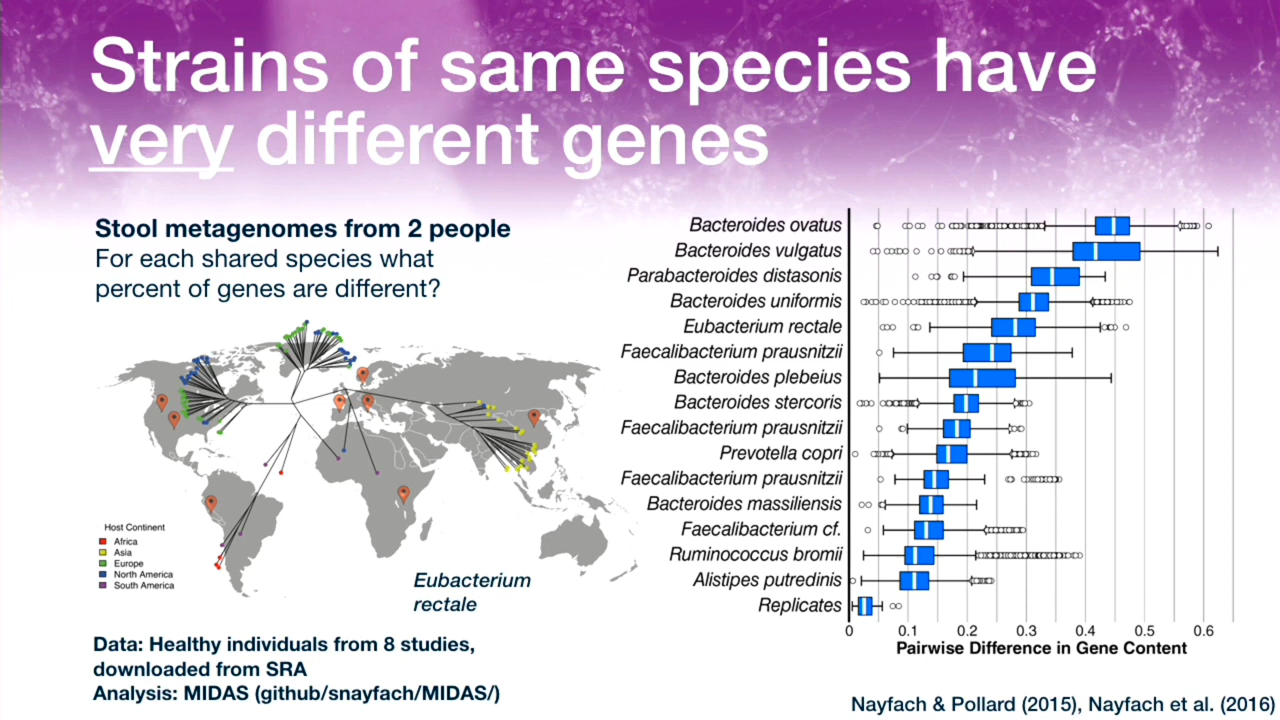 Strains of same species have
very different genes
Stool metagenomes from 2 people
For each shared species what
percent of genes are different?
Host Continent
Africa
Asia
Europe
North America
South America
Eubacterium
rectale
Data: Healthy individuals from 8 studies,
downloaded from SRA
Analysis: MIDAS (github/snayfach/MIDAS/)
Bacteroides ovatus
Bacteroides vulgatus
Parabacteroides distasonis
Bacteroides uniformis
Eubacterium rectale
Faecalibacterium prausnitzii
Bacteroides plebeius
Bacteroides stercoris
Faecalibacterium prausnitzii
Prevotella copri
Faecalibacterium prausnitzii
Bacteroides massiliensis
Faecalibacterium cf.
Ruminococcus bromii
Alistipes putredinis
Replicates
0 0.1 0.2 0.3 0.4 0.5 0.6
Pairwise Difference in Gene Content
Nayfach & Pollard (2015), Nayfach et al. (2016)